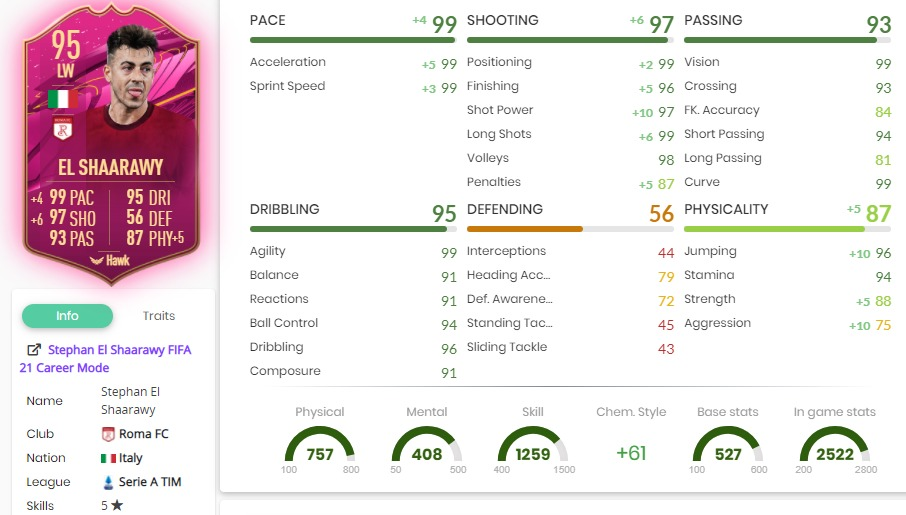 95
LW
EL SHAARAWY
+4 99 PAC 95 DRI
+6 97 SHO 56 DEF
93 PAS 87 PHY+5
Hawk
Info Traits
Stephan El Shaarawy FIFA
21 Career Mode
Name Stephan El
Shaarawy
Club Roma FC
Nation Italy
League Serie A TIM
Skills 5 ★
PACE +4 99
Acceleration +5 99
Sprint Speed +3 99
SHOOTING +6 97
Positioning +2 99
Finishing +5 96
Shot Power +10 97
Long Shots +6 99
Volleys 98
Penalties +5 87
PASSING 93
Vision 99
Crossing 93
FK. Accuracy 84
Short Passing 94
Long Passing 81
Curve 99
DRIBBLING 95
Agility 99
Balance 91
Reactions 91
Ball Control 94
Dribbling 96
Composure 91
DEFENDING 56
Interceptions 44
Heading Acc... 79
Def. Awarene... 72
Standing Tac... 45
Sliding Tackle 43
PHYSICALITY +5 87
Jumping +10 96
Stamina 94
Strength +5 88
Aggression +10 75
Physical
757
100 800
Mental
408
50 500
Skill
1259
400 1500
Chem. Style
+61
Base stats
527
100 600
In game stats
2522
200 2800